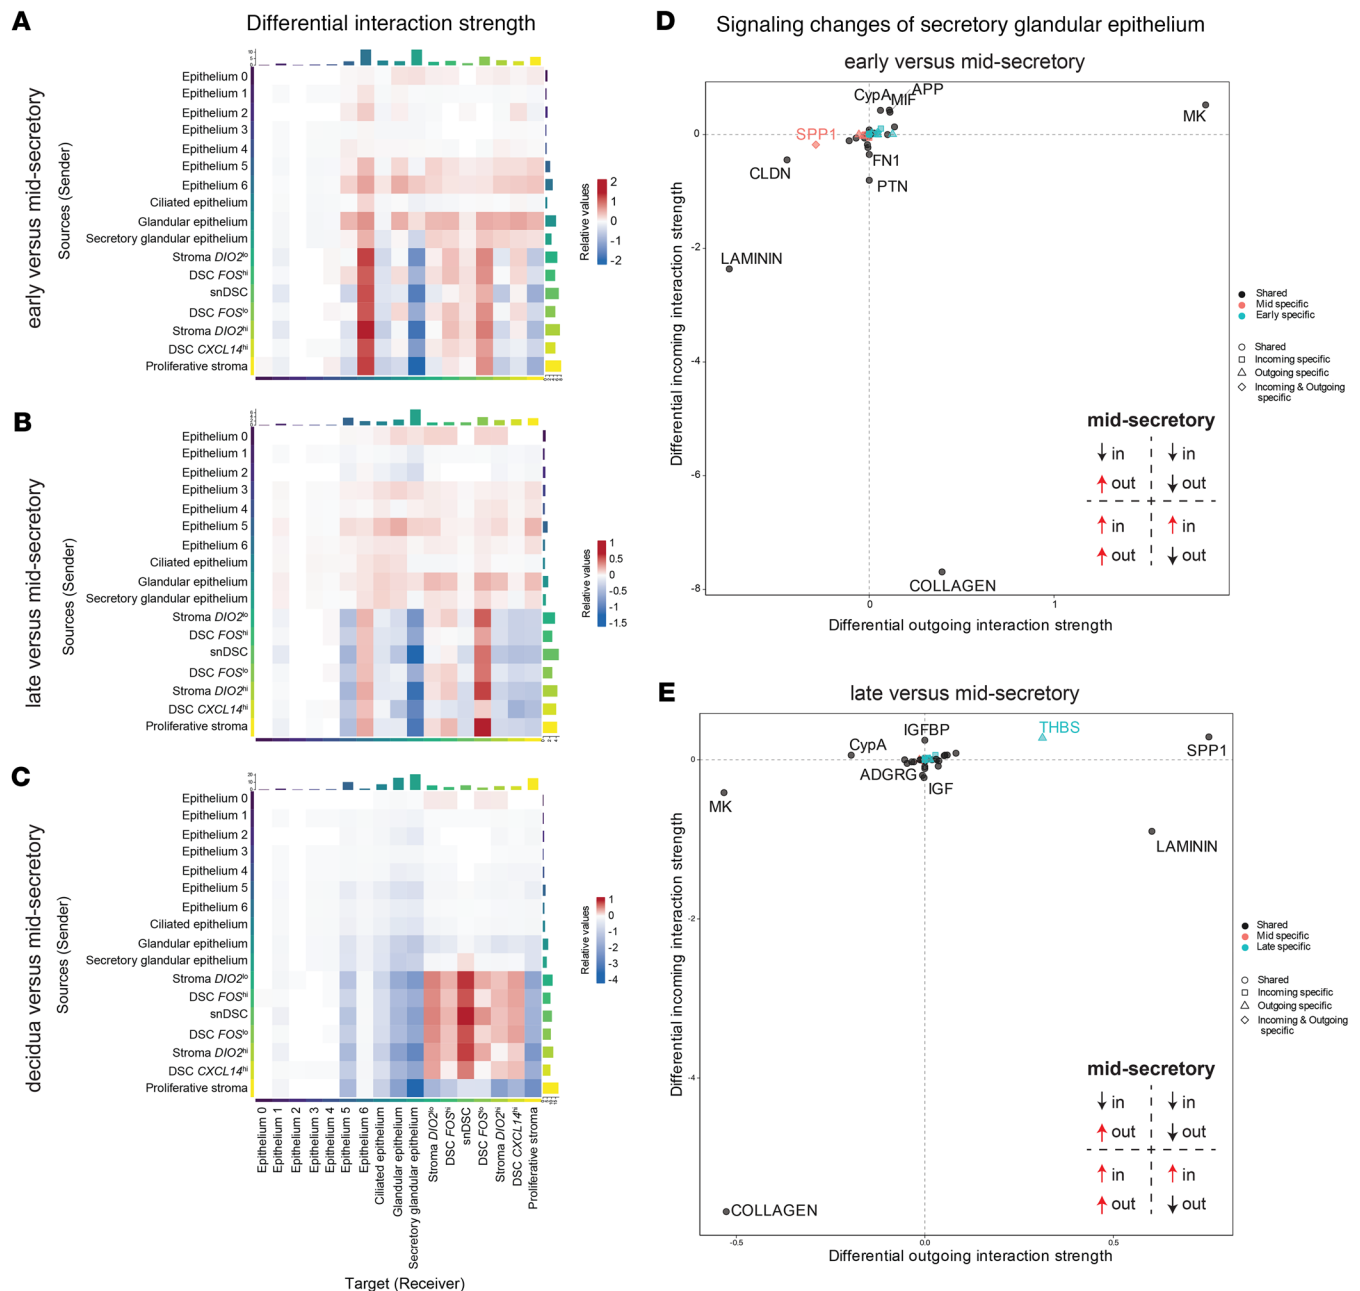 A
Differential interaction strength
early versus mid-secretory
Sources (Sender)
Epithelium 0
Epithelium 1
Epithelium 2
Epithelium 3
Epithelium 4
Epithelium 5
Epithelium 6
Ciliated epithelium
Glandular epithelium
Secretory glandular epithelium
Stroma DIO2lo
DSC FOShi
snDSC
DSC FOSlo
Stroma DIO2hi
DSC CXCL14hi
Proliferative stroma
Relative values
2
1
0
-1
-2
B
late versus mid-secretory
Sources (Sender)
Epithelium 0
Epithelium 1
Epithelium 2
Epithelium 3
Epithelium 4
Epithelium 5
Epithelium 6
Ciliated epithelium
Glandular epithelium
Secretory glandular epithelium
Stroma DIO2lo
DSC FOShi
snDSC
DSC FOSlo
Stroma DIO2hi
DSC CXCL14hi
Proliferative stroma
Relative values
1
0.5
0
-0.5
-1
-1.5
C
decidua versus mid-secretory
Sources (Sender)
Epithelium 0
Epithelium 1
Epithelium 2
Epithelium 3
Epithelium 4
Epithelium 5
Epithelium 6
Ciliated epithelium
Glandular epithelium
Secretory glandular epithelium
Stroma DIO2lo
DSC FOShi
snDSC
DSC FOSlo
Stroma DIO2hi
DSC CXCL14hi
Proliferative stroma
Relative values
1
0
-1
-2
-3
-4
Epithelium 0
Epithelium 1
Epithelium 2
Epithelium 3
Epithelium 4
Epithelium 5
Epithelium 6
Ciliated epithelium
Glandular epithelium
Secretory glandular epithelium
Stroma DIO2lo
DSC FOShi
snDSC
DSC FOSlo
Stroma DIO2hi
DSC CXCL14hi
Proliferative stroma
Target (Receiver)
D
Signaling changes of secretory glandular epithelium
early versus mid-secretory
Differential incoming interaction strength
0
-2
-4
-6
-8
CypA
MIF
APP
MK
SPP1
CLDN
FN1
PTN
LAMININ
COLLAGEN
mid-secretory
↓ in
↑ out
↓ in
↓ out
↑ in
↑ out
↑ in
↓ out
0
1
Differential outgoing interaction strength
Shared
Mid specific
Early specific
Shared
Incoming specific
Outgoing specific
Incoming & Outgoing
specific
E
late versus mid-secretory
Differential incoming interaction strength
0
-2
-4
IGFBP
THBS
CypA
SPP1
ADGRG
IGF
MK
LAMININ
COLLAGEN
mid-secretory
↓ in
↑ out
↓ in
↓ out
↑ in
↑ out
↑ in
↓ out
-0.5
0.0
0.5
Differential outgoing interaction strength
Shared
Mid specific
Late specific
Shared
Incoming specific
Outgoing specific
Incoming & Outgoing
specific